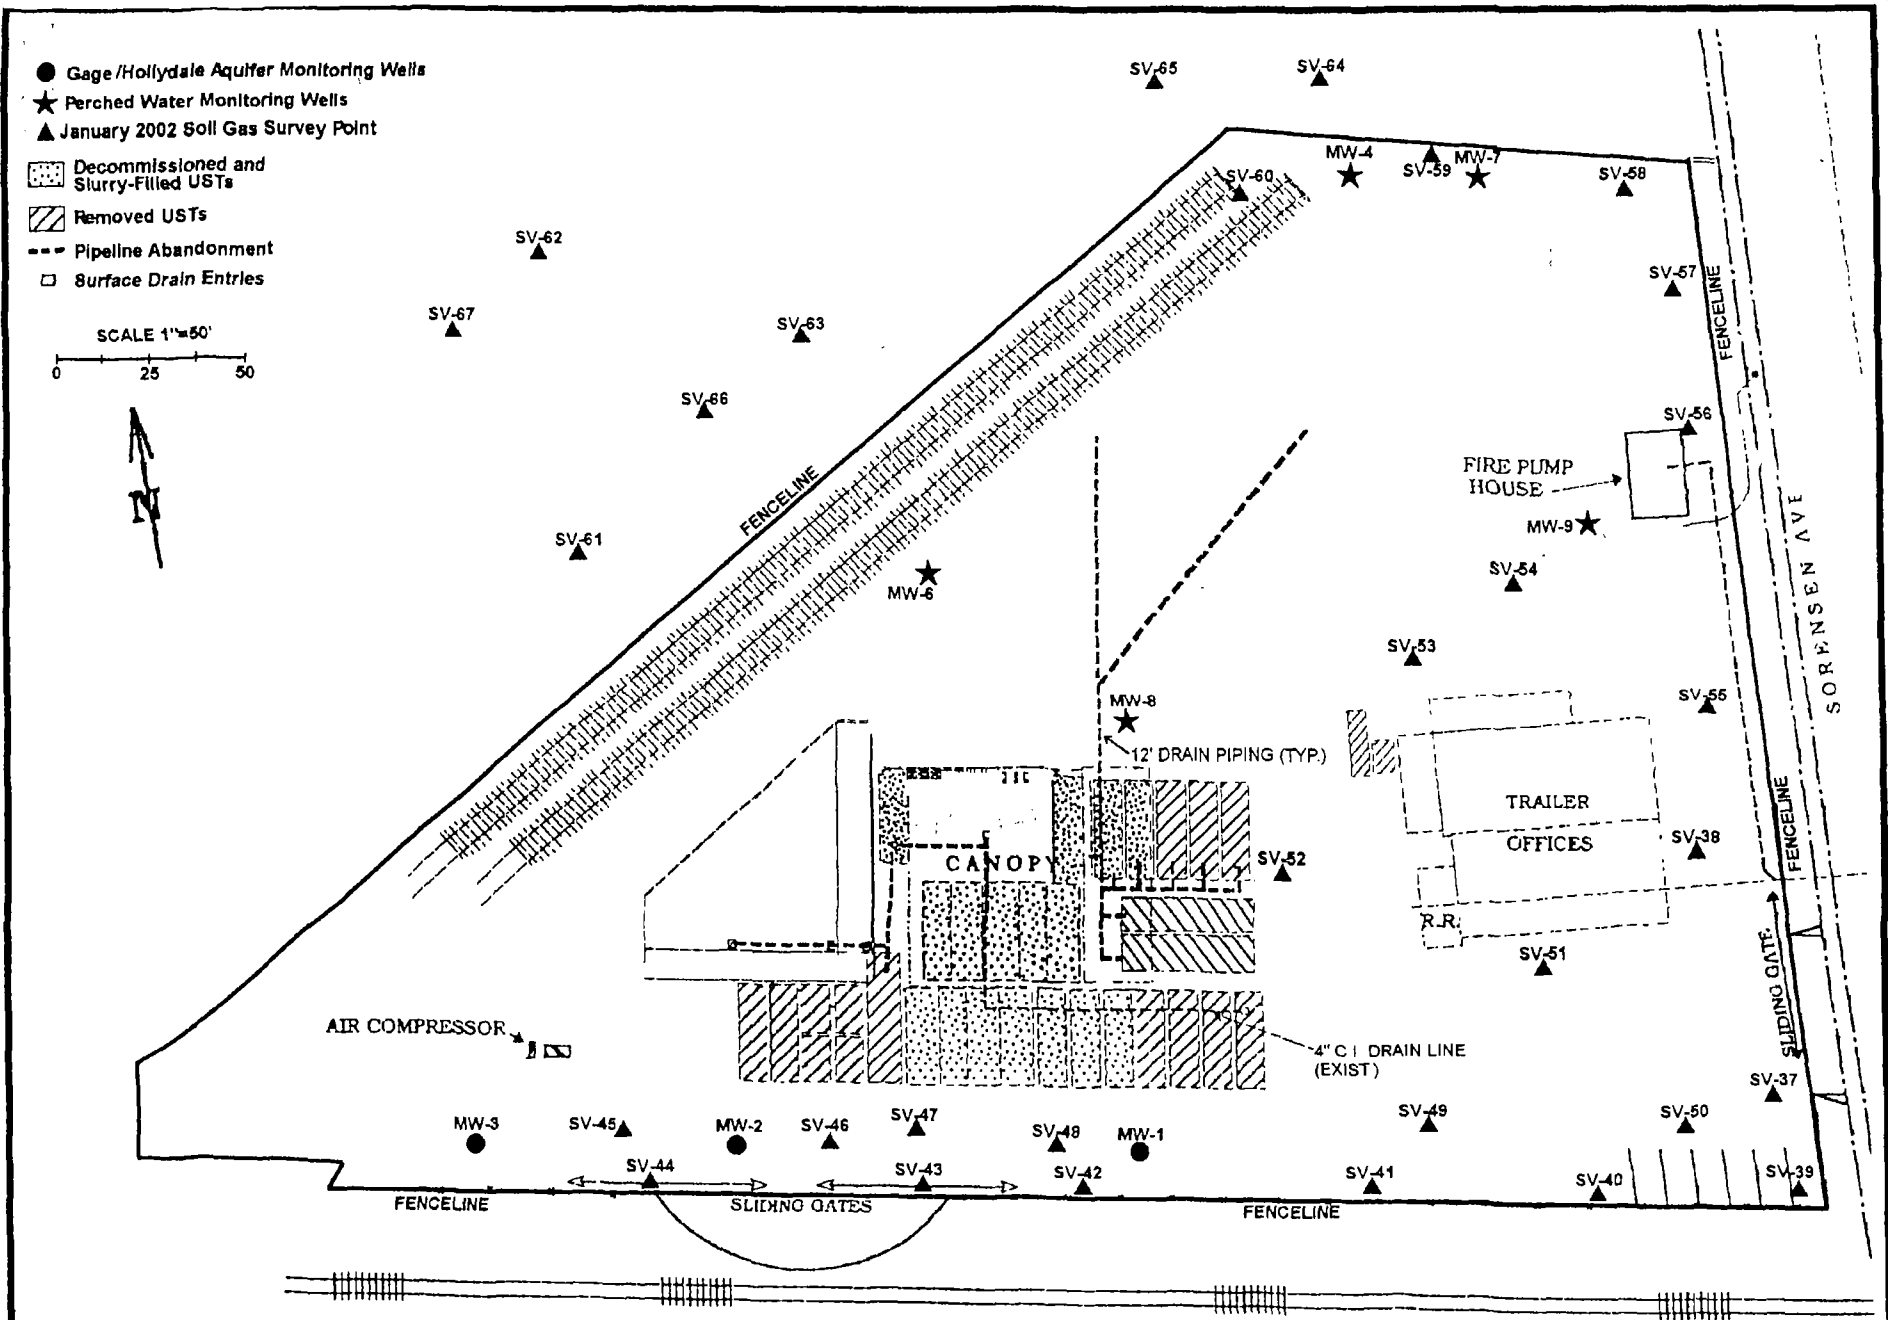 Gage/Hollydale Aquifer Monitoring Wells
Perched Water Monitoring Wells
January 2002 Soil Gas Survey Point
Decommissioned and
Slurry-Filled USTs
Removed USTs
Pipeline Abandonment
Surface Drain Entries
SCALE 1"=50'
0 25 50
N
SV-65
SV-64
MW-4
SV-59
MW-7
SV-58
SV-60
SV-62
SV-57
FENCELINE
SV-67
SV-63
SV-66
SV-56
FIRE PUMP
HOUSE
FENCELINE
MW-9
SORENSEN AVE
SV-61
SV-54
MW-6
SV-53
SV-55
MW-8
12' DRAIN PIPING (TYP.)
TRAILER
OFFICES
FENCELINE
SV-38
CANOPY
SV-52
R.R.
SV-51
SLIDING GATE
AIR COMPRESSOR
4" C I DRAIN LINE
(EXIST)
SV-37
MW-3
SV-45
MW-2
SV-46
SV-47
SV-48
MW-1
SV-49
SV-50
SV-44
SV-43
SV-42
SV-41
SV-40
SV-39
FENCELINE
SLIDING GATES
FENCELINE